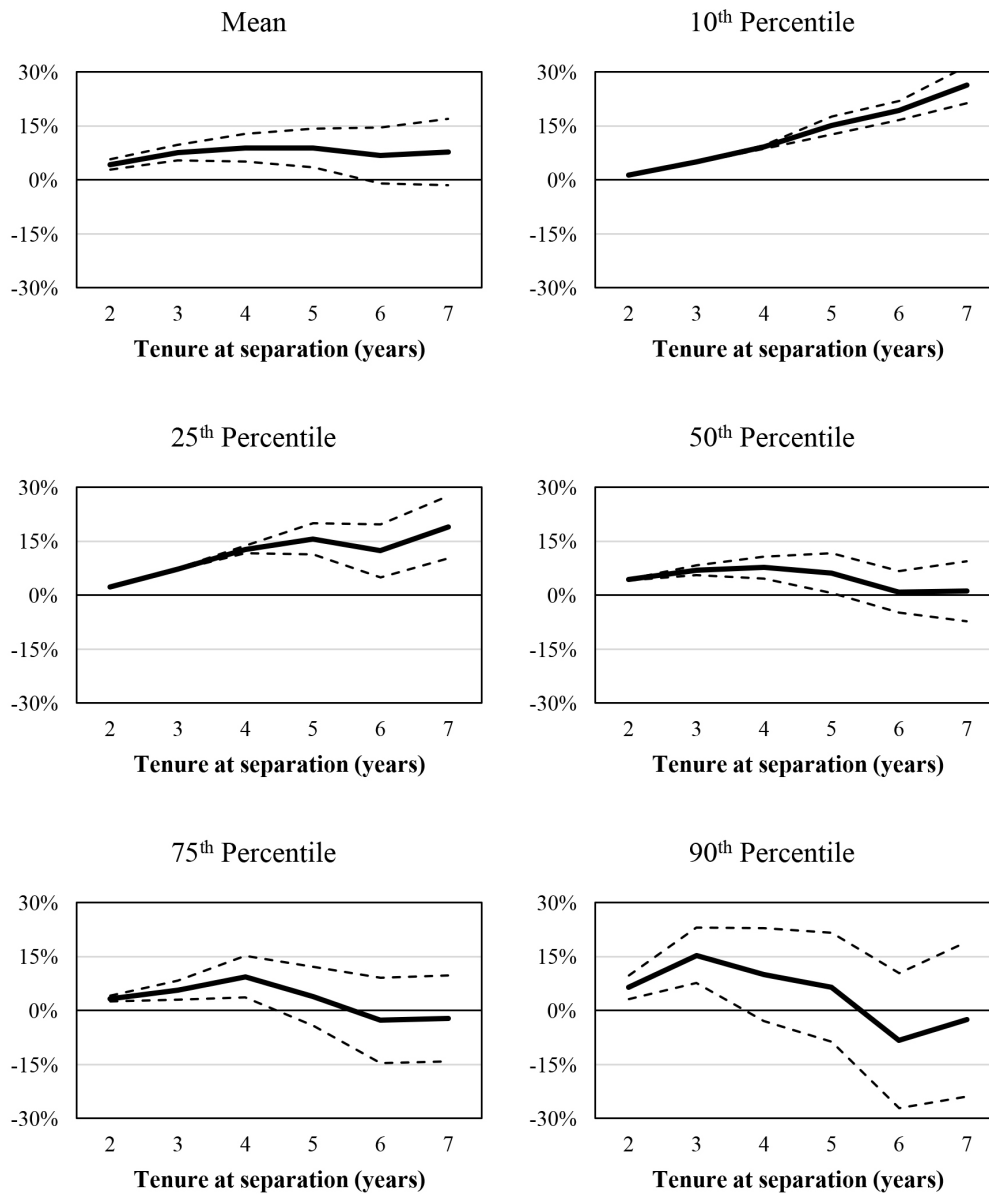 Mean
30%
15%
0%
-15%
-30%
2 3 4 5 6 7
Tenure at separation (years)
10th Percentile
30%
15%
0%
-15%
-30%
2 3 4 5 6 7
Tenure at separation (years)
25th Percentile
30%
15%
0%
-15%
-30%
2 3 4 5 6 7
Tenure at separation (years)
50th Percentile
30%
15%
0%
-15%
-30%
2 3 4 5 6 7
Tenure at separation (years)
75th Percentile
30%
15%
0%
-15%
-30%
2 3 4 5 6 7
Tenure at separation (years)
90th Percentile
30%
15%
0%
-15%
-30%
2 3 4 5 6 7
Tenure at separation (years)